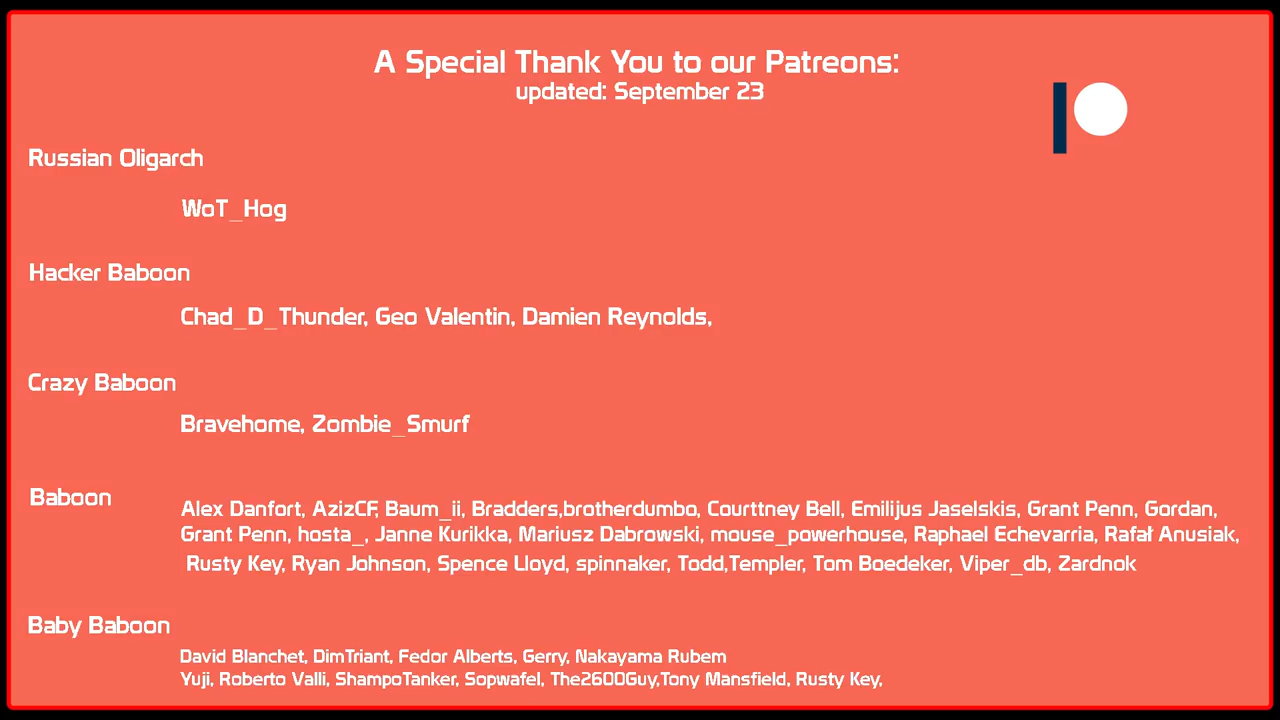 A Special Thank You to our Patreons:
updated: September 23
Russian Oligarch
WoT_Hog
Hacker Baboon
Chad_D_Thunder, Geo Valentin, Damien Reynolds,
Crazy Baboon
Bravehome, Zombie_Smurf
Baboon
Alex Danfort, AzizCF, Baum_ii, Bradders,brotherdumbo, Courttney Bell, Emilijus Jaselskis, Grant Penn, Gordan,
Grant Penn, hosta_, Janne Kurikka, Mariusz Dabrowski, mouse_powerhouse, Raphael Echevarria, Rafał Anusiak,
Rusty Key, Ryan Johnson, Spence Lloyd, spinnaker, Todd,Templer, Tom Boedeker, Viper_db, Zardnok
Baby Baboon
David Blanchet, DimTriant, Fedor Alberts, Gerry, Nakayama Rubem
Yuji, Roberto Valli, ShampoTanker, Sopwafel, The2600Guy,Tony Mansfield, Rusty Key,